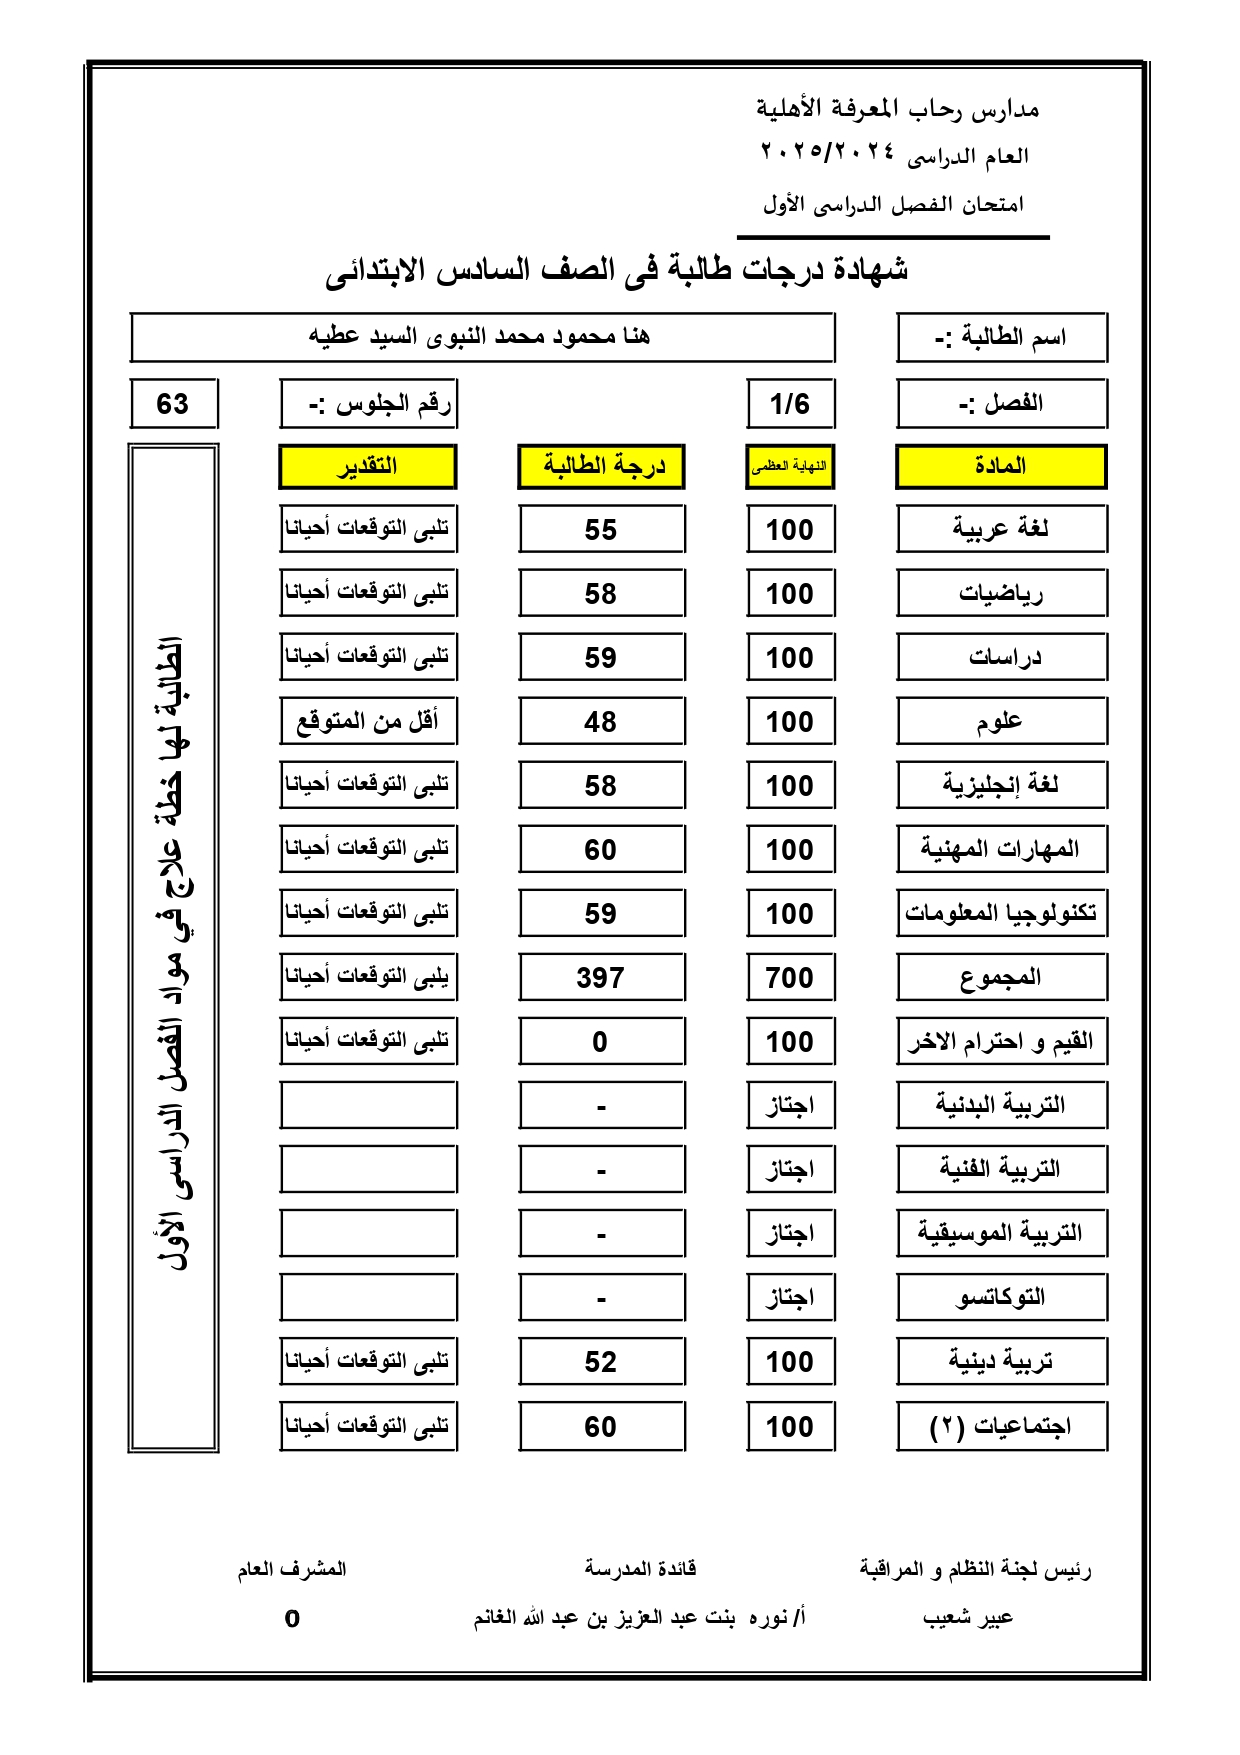 مدارس رحاب المعرفة الأهلية
العام الدراسى ٢٠٢٥/٢٠٢٤
امتحان الفصل الدراسى الأول
شهادة درجات طالبة فى الصف السادس الابتدائى
اسم الطالبة :- هنا محمود محمد النبوى السيد عطيه
الفصل :- 1/6 رقم الجلوس :- 63
المادة النهاية العظمى درجة الطالبة التقدير
لغة عربية 100 55 تلبى التوقعات أحيانا
رياضيات 100 58 تلبى التوقعات أحيانا
دراسات 100 59 تلبى التوقعات أحيانا
علوم 100 48 أقل من المتوقع
لغة إنجليزية 100 58 تلبى التوقعات أحيانا
المهارات المهنية 100 60 تلبى التوقعات أحيانا
تكنولوجيا المعلومات 100 59 تلبى التوقعات أحيانا
المجموع 700 397 يلبى التوقعات أحيانا
القيم و احترام الاخر 100 0 تلبى التوقعات أحيانا
التربية البدنية اجتاز -
التربية الفنية اجتاز -
التربية الموسيقية اجتاز -
التوكاتسو اجتاز -
تربية دينية 100 52 تلبى التوقعات أحيانا
اجتماعيات (٢) 100 60 تلبى التوقعات أحيانا
الطالبة لها خطة علاج في مواد الفصل الدراسى الأول
رئيس لجنة النظام و المراقبة قائدة المدرسة المشرف العام
عبير شعيب أ/ نوره بنت عبد العزيز بن عبد الله الغانم 0